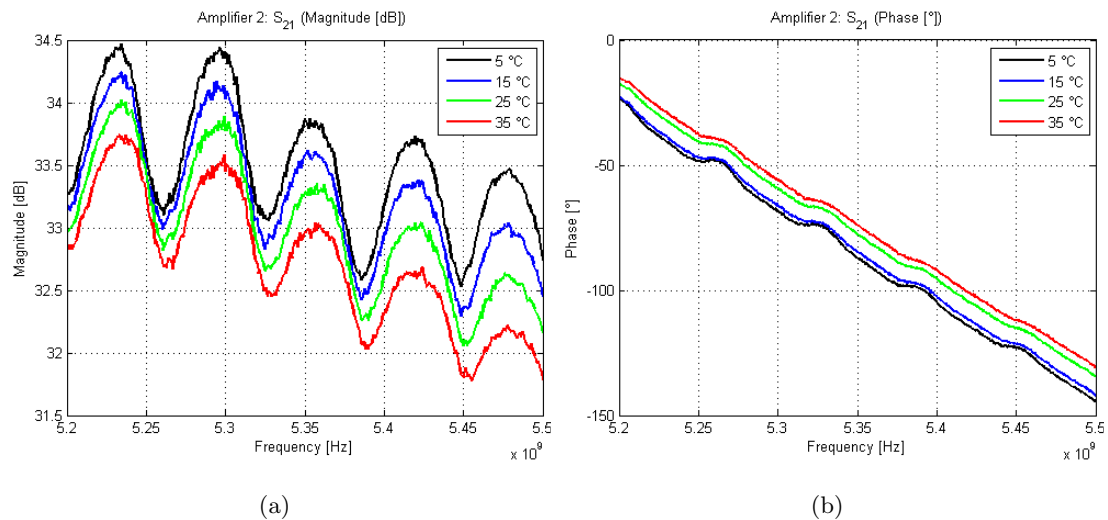 Amplifier 2: S21 (Magnitude [dB])
34.5
34
33.5
33
32.5
32
31.5
Magnitude [dB]
5 °C
15 °C
25 °C
35 °C
5.2
5.25
5.3
5.35
5.4
5.45
5.5
Frequency [Hz]
x 10^9
(a)
Amplifier 2: S21 (Phase [°])
0
-50
-100
-150
Phase [°]
5 °C
15 °C
25 °C
35 °C
5.2
5.25
5.3
5.35
5.4
5.45
5.5
Frequency [Hz]
x 10^9
(b)